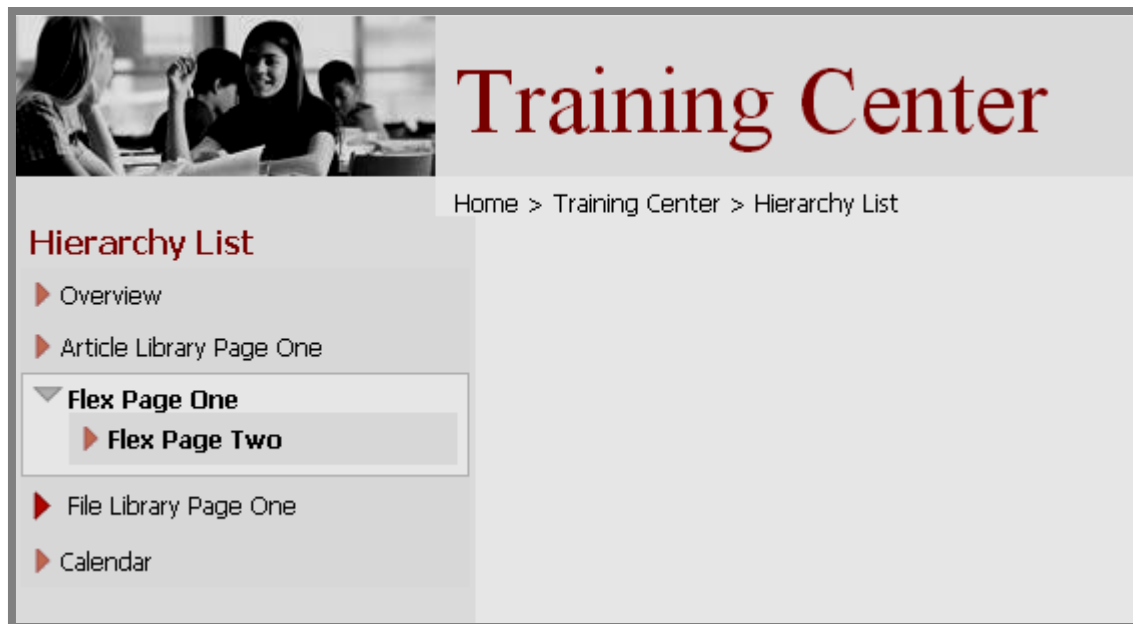 Training Center
Home > Training Center > Hierarchy List
Hierarchy List
Overview
Article Library Page One
Flex Page One
Flex Page Two
File Library Page One
Calendar